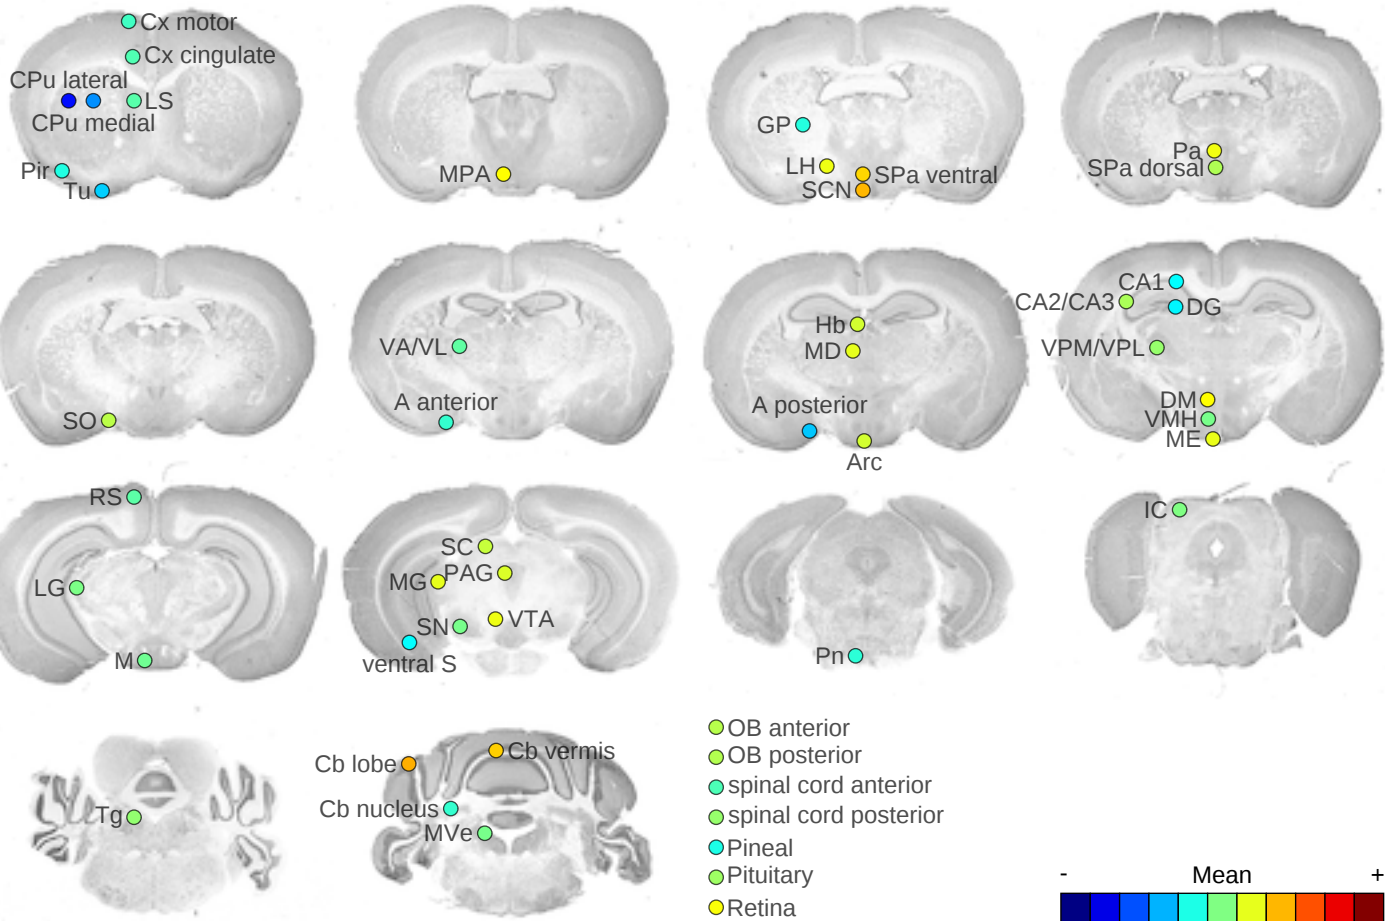 Cx motor
Cx cingulate
CPu lateral
LS
CPu medial
Pir
Tu
MPA
GP
LH
SPa ventral
SCN
Pa
SPa dorsal
SO
VA/VL
A anterior
Hb
MD
A posterior
Arc
CA1
CA2/CA3
DG
VPM/VPL
DM
VMH
ME
RS
LG
M
SC
MG
PAG
SN
VTA
ventral S
Pn
IC
Tg
Cb lobe
Cb vermis
Cb nucleus
MVe
OB anterior
OB posterior
spinal cord anterior
spinal cord posterior
Pineal
Pituitary
Retina
- Mean +